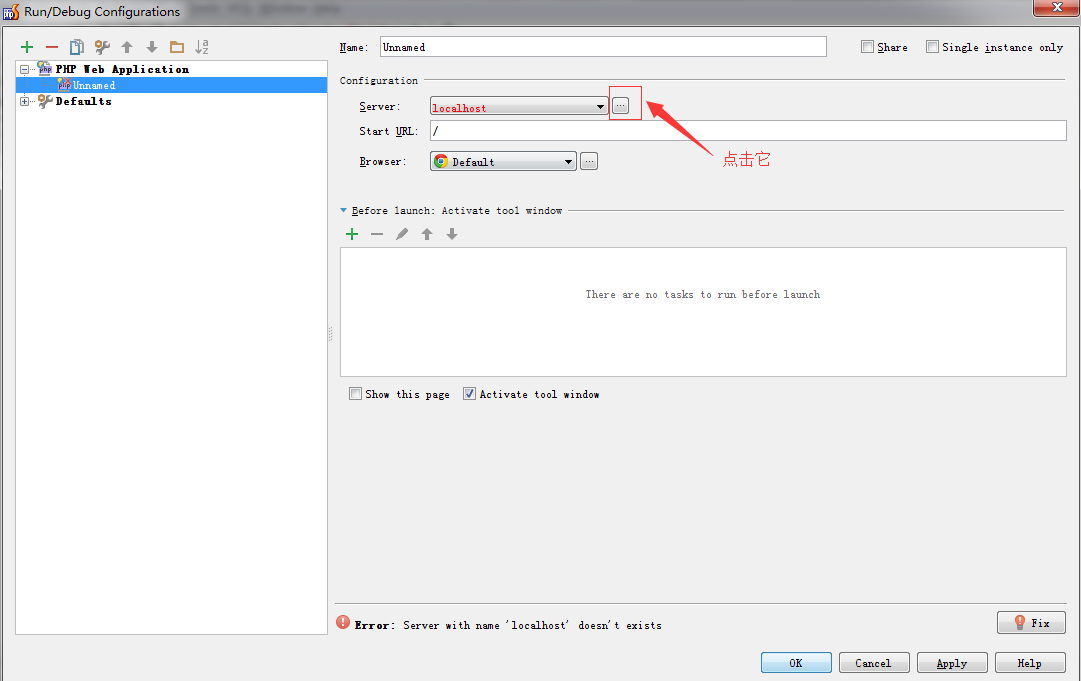 Run/Debug Configurations
PHP Web Application
Unnamed
Defaults
Name: Unnamed Share Single instance only
Configuration
Server: localhost ...
Start URL: /
Browser: Default ...
点击它
Before launch: Activate tool window
There are no tasks to run before launch
Show this page Activate tool window
Error: Server with name 'localhost' doesn't exists Fix
OK Cancel Apply Help